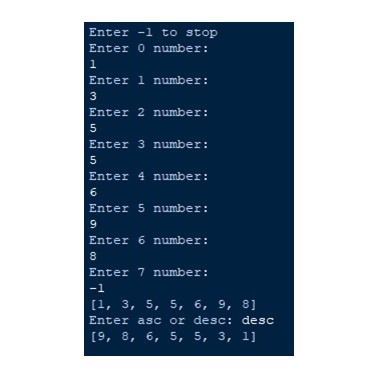 Enter -1 to stop
Enter 0 number:
1
Enter 1 number:
3
Enter 2 number:
5
Enter 3 number:
5
Enter 4 number:
6
Enter 5 number:
9
Enter 6 number:
8
Enter 7 number:
-1
[1, 3, 5, 5, 6, 9, 8]
Enter asc or desc: desc
[9, 8, 6, 5, 5, 3, 1]